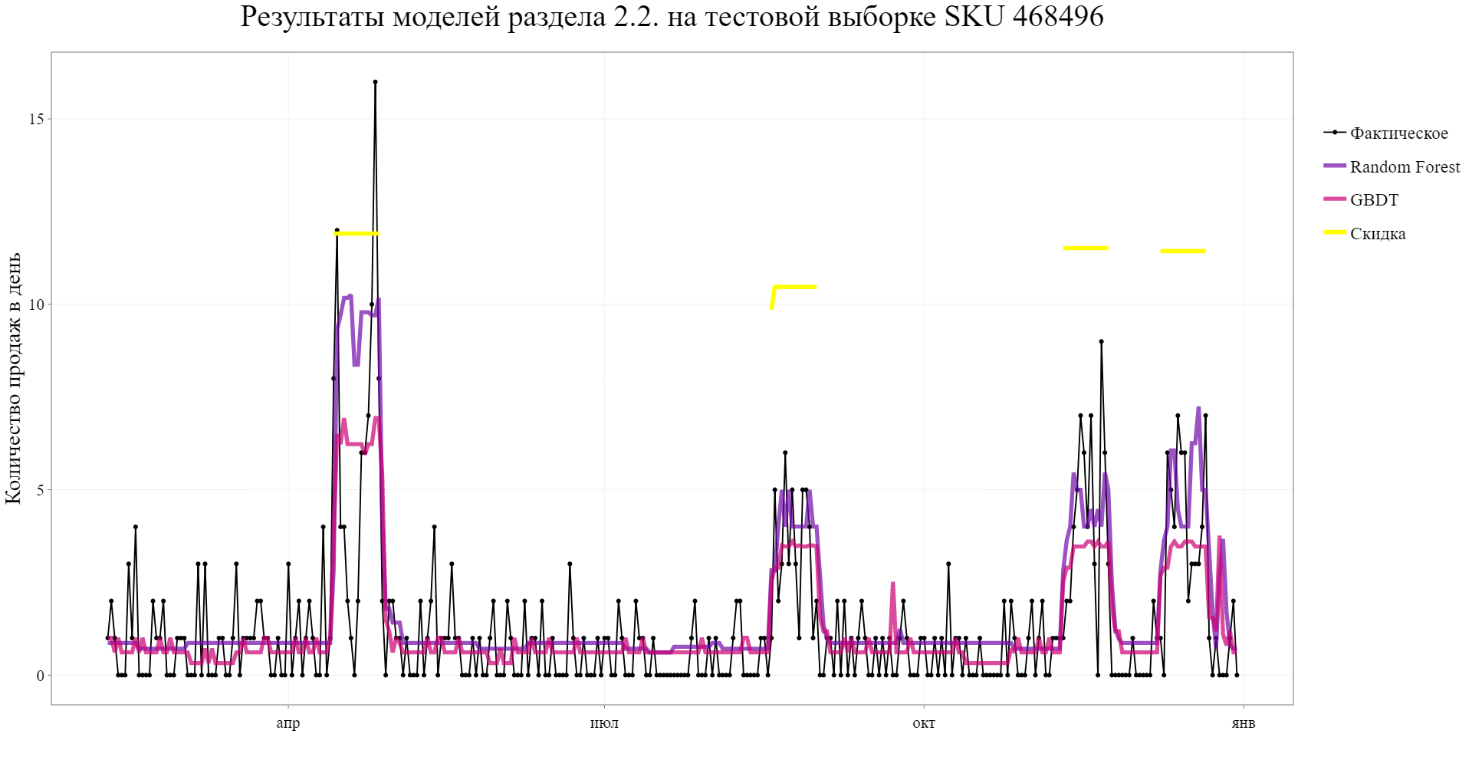 Результаты моделей раздела 2.2. на тестовой выборке SKU 468496
Количество продаж в день
15
10
5
0
апр
июл
окт
янв
Фактическое
Random Forest
GBDT
Скидка